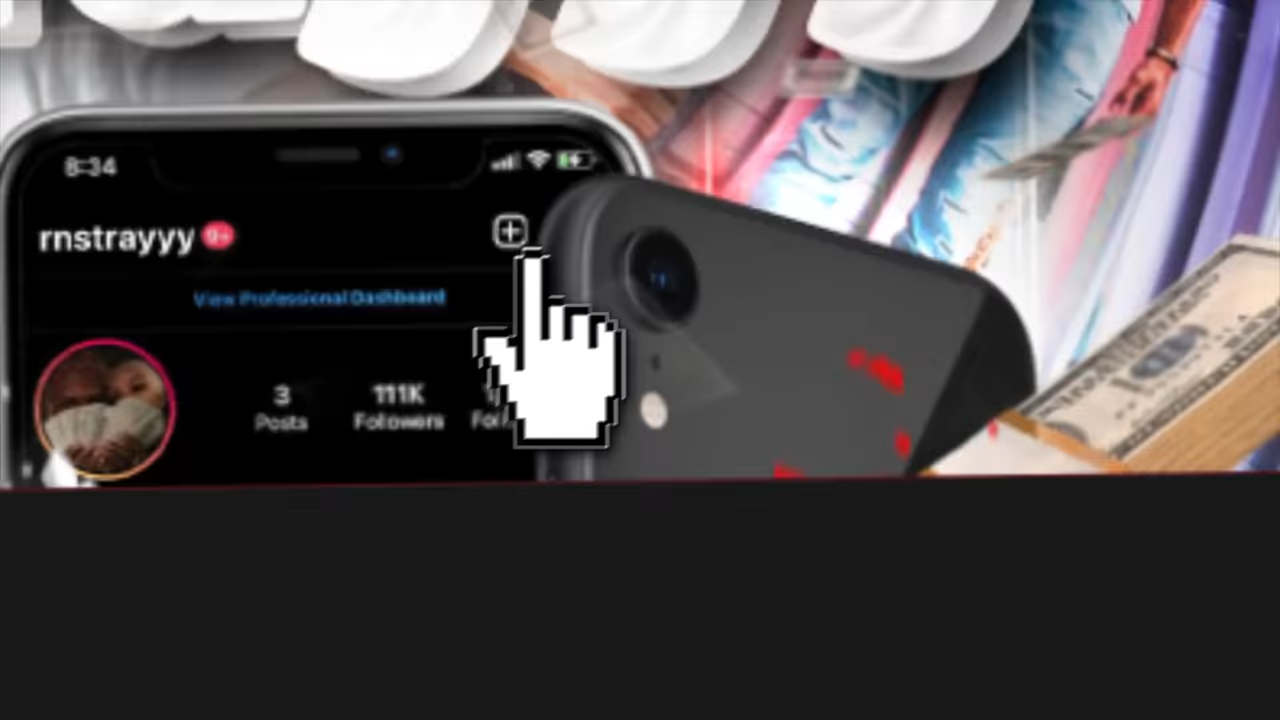 8:34
rnstrayyy 9+
View Professional Dashboard
3 111K
Posts Followers